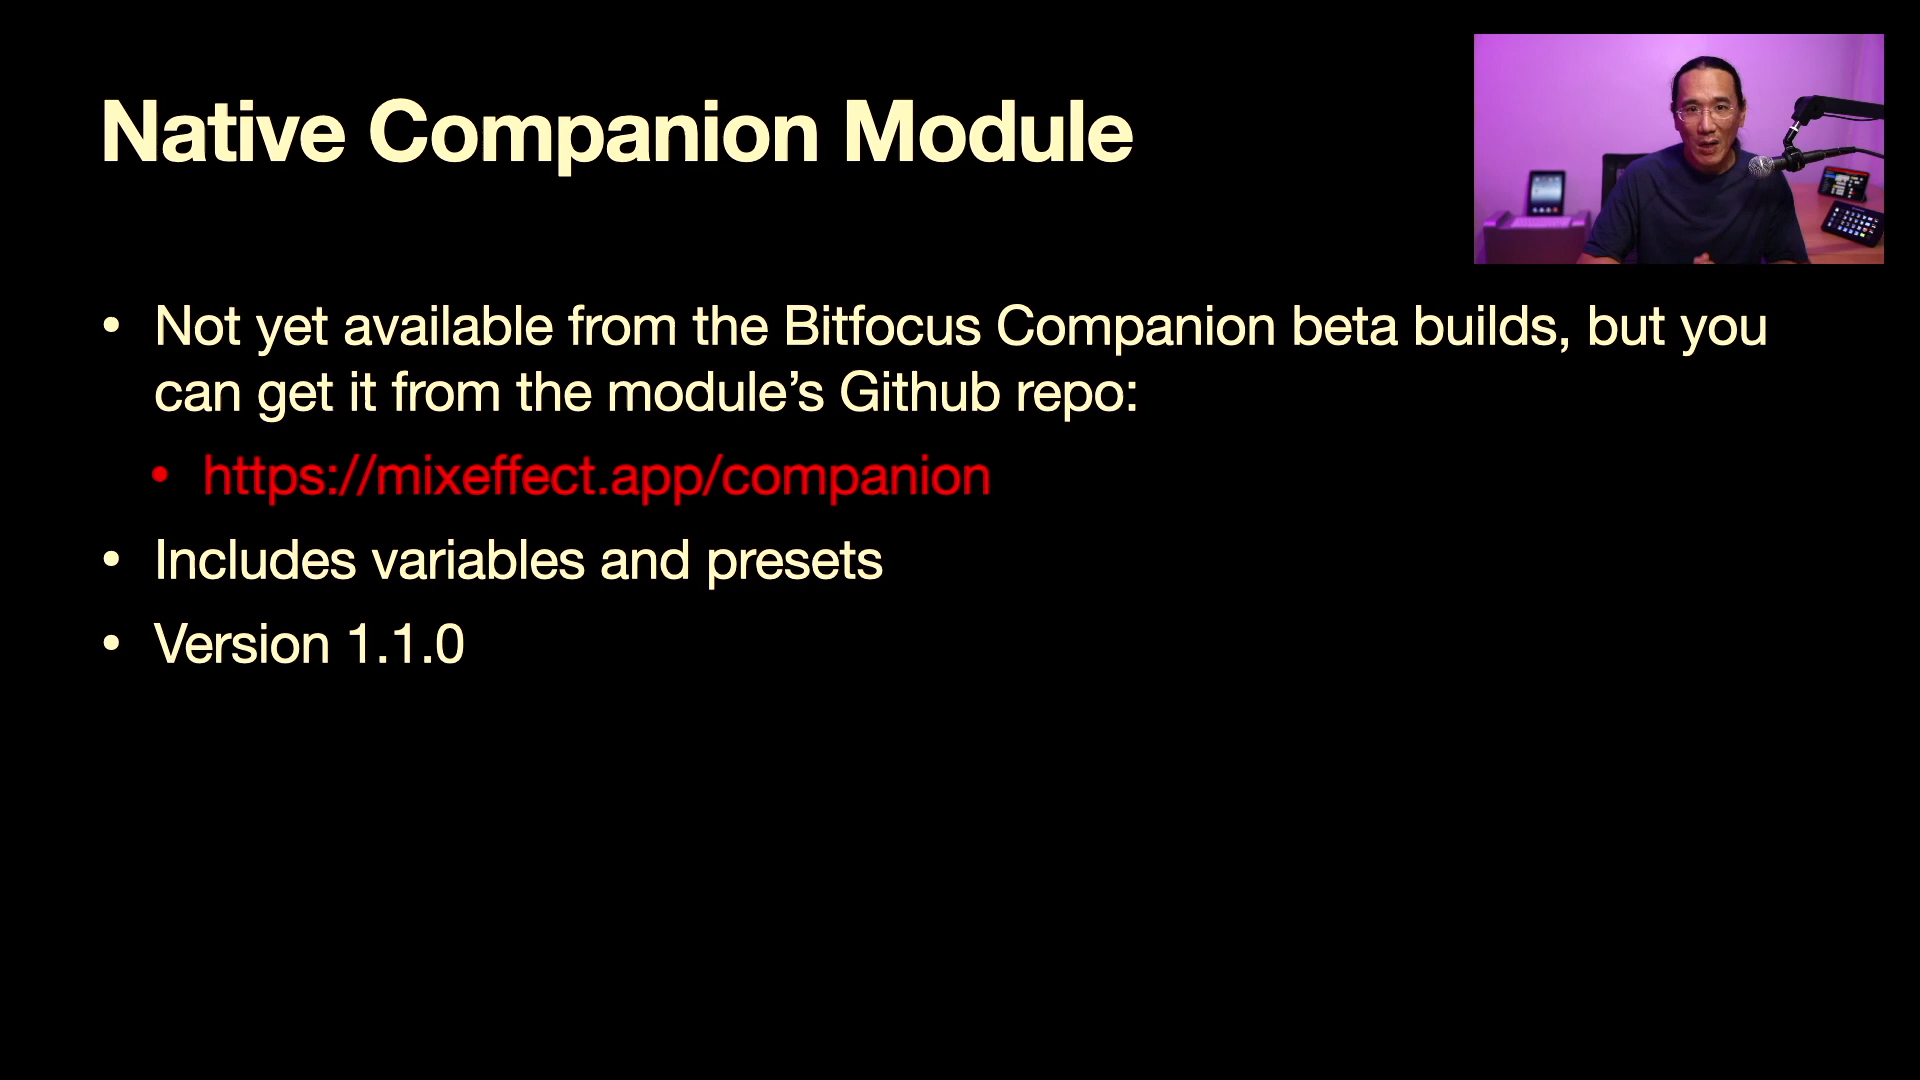 Native Companion Module
• Not yet available from the Bitfocus Companion beta builds, but you
can get it from the module’s Github repo:
• https://mixeffect.app/companion
• Includes variables and presets
• Version 1.1.0